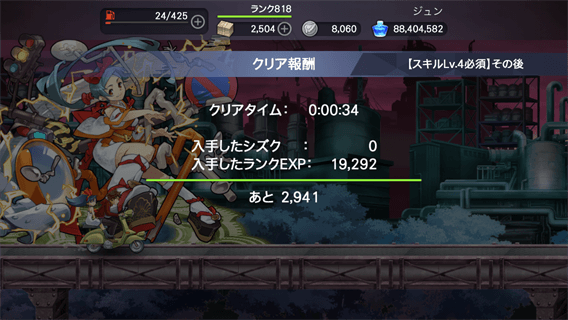 ランク818
ジュン
24/425
2,504
8,060
88,404,582
クリア報酬
【スキルLv.4必須】その後
クリアタイム： 0:00:34
入手したシズク ： 0
入手したランクEXP： 19,292
あと 2,941